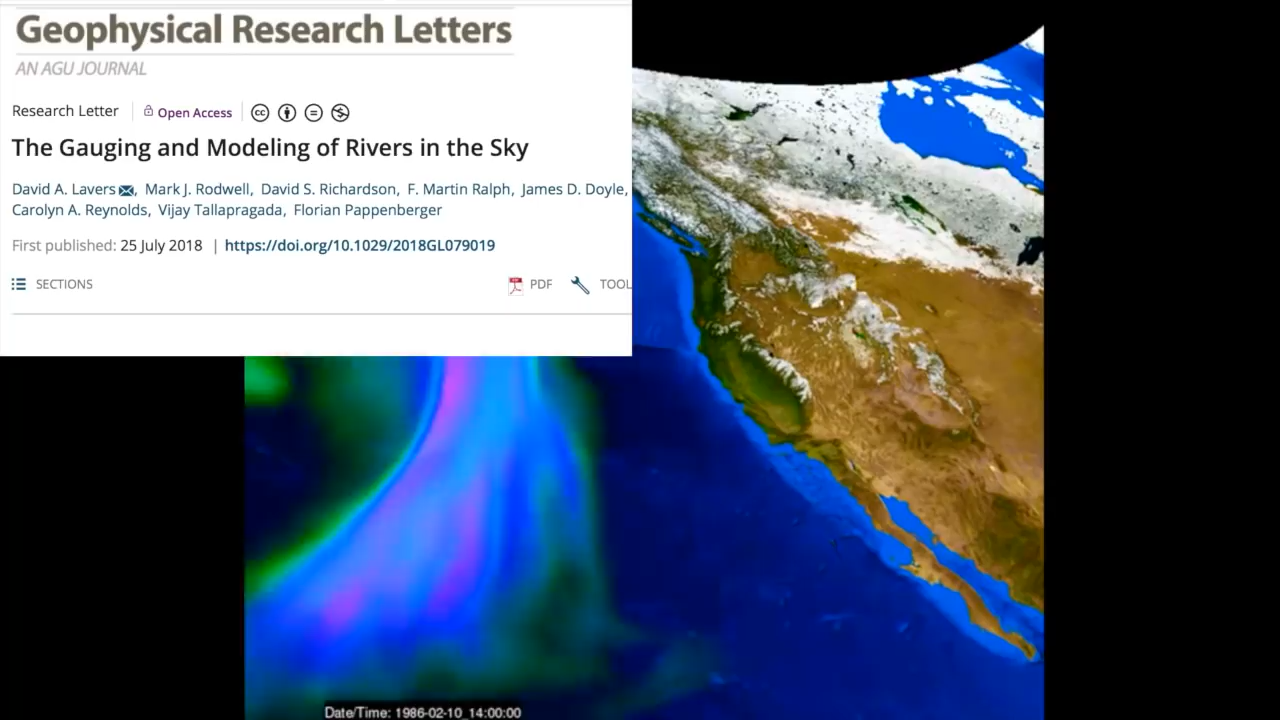 Geophysical Research Letters
AN AGU JOURNAL
Research Letter Open Access
The Gauging and Modeling of Rivers in the Sky
David A. Lavers, Mark J. Rodwell, David S. Richardson, F. Martin Ralph, James D. Doyle,
Carolyn A. Reynolds, Vijay Tallapragada, Florian Pappenberger
First published: 25 July 2018 | https://doi.org/10.1029/2018GL079019
SECTIONS PDF TOOL
Date/Time: 1986-02-10_14:00:00